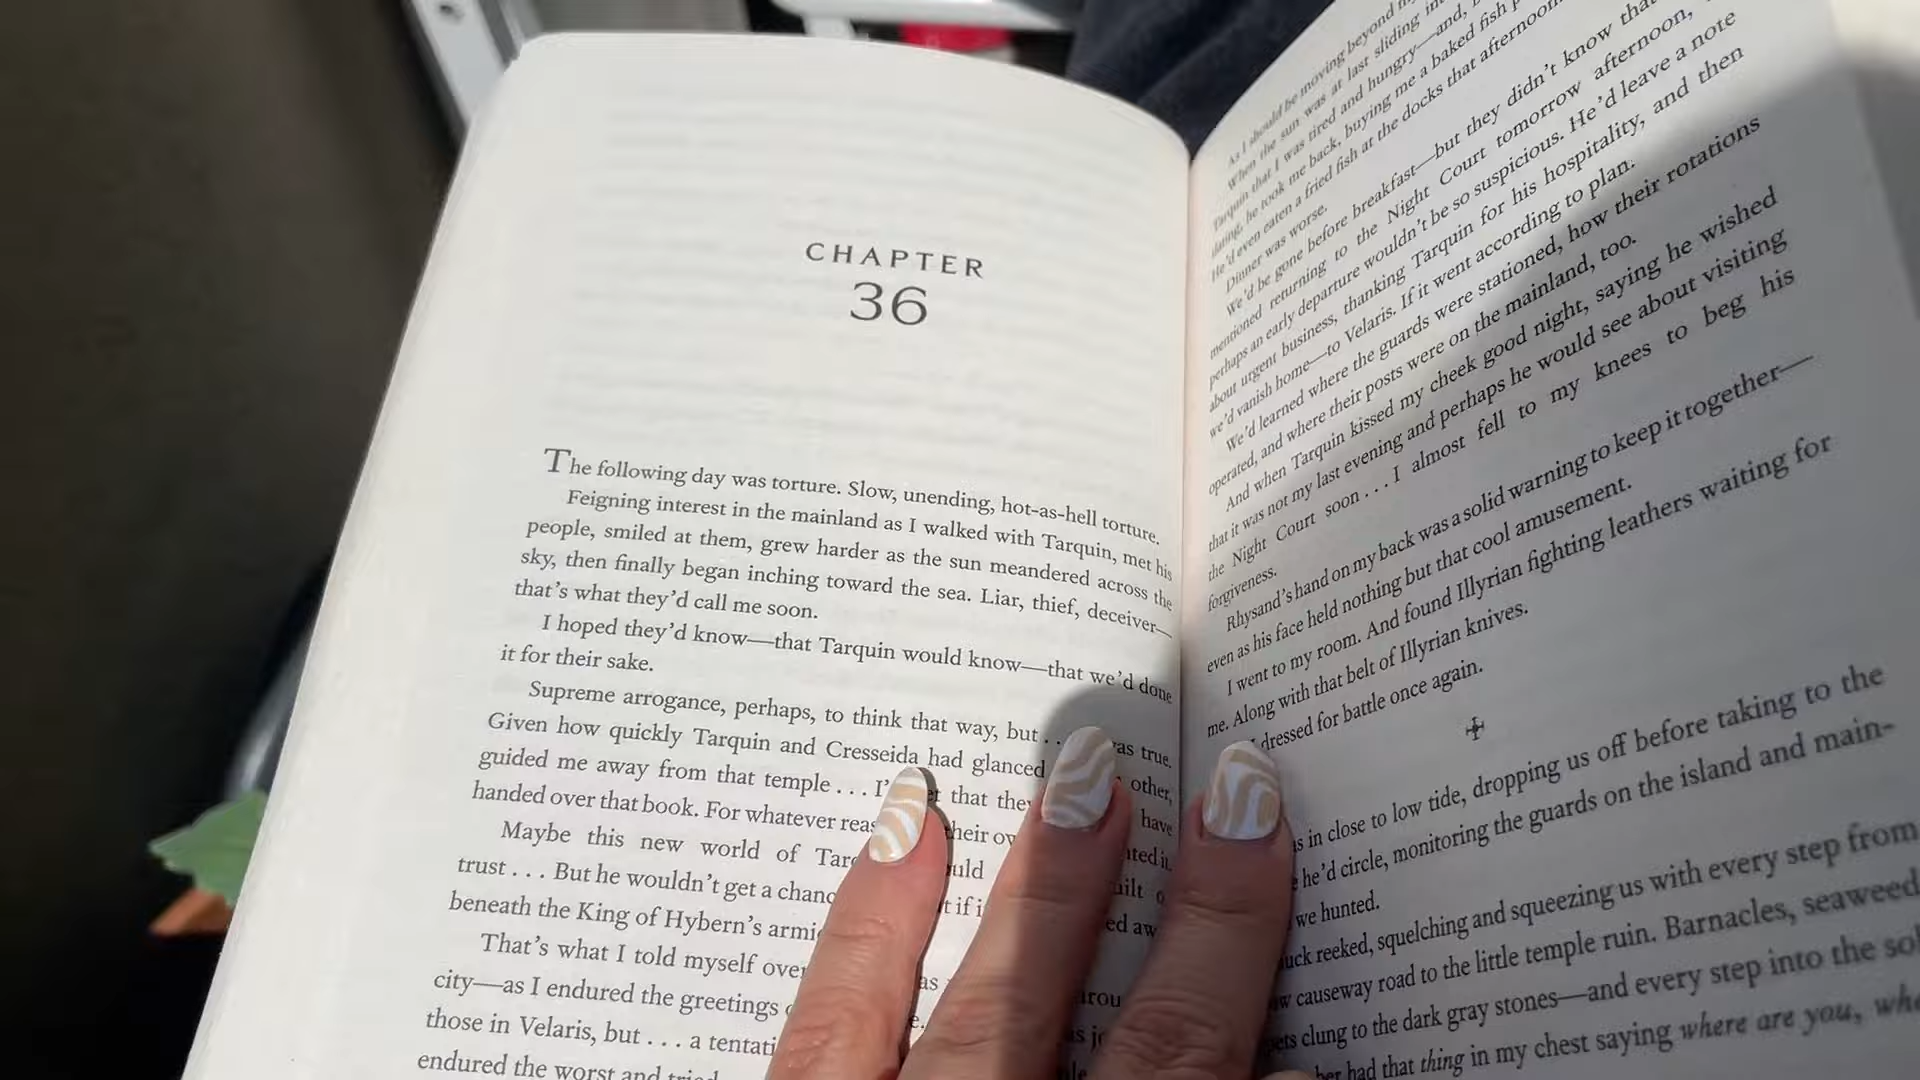 CHAPTER
36
The following day was torture. Slow, unending, hot-as-hell torture.
Feigning interest in the mainland as I walked with Tarquin, met his
people, smiled at them, grew harder as the sun meandered across the
sky, then finally began inching toward the sea. Liar, thief, deceiver—
that's what they'd call me soon.
I hoped they'd know—that Tarquin would know—that we'd done
it for their sake.
Supreme arrogance, perhaps, to think that way, but . . was true.
Given how quickly Tarquin and Cresseida had glanced other,
guided me away from that temple . . . that they have
handed over that book. For whatever their
Maybe this new world of
trust . . . But he wouldn't get a if
beneath the King of Hybern's
That's what I told myself over
city—as I endured the greetings
those in Velaris, but . . . a
endured the worst and tried
As I should be moving beyond
When the sun was at last sliding
Tarquin that I was tired and hungry—and,
he took me back, buying me a baked fish
He'd even eaten a fried fish at the docks that afternoon.
Dinner was worse.
We'd be gone before breakfast—but they didn't know that.
mentioned returning to the Night Court tomorrow afternoon,
perhaps an early departure wouldn't be so suspicious. He'd leave a note
about urgent business, thanking Tarquin for his hospitality, and then
we'd vanish home—to Velaris. If it went according to plan.
We'd learned where the guards were stationed, how their rotations
operated, and where their posts were on the mainland, too.
And when Tarquin kissed my cheek good night, saying he wished
that it was not my last evening and perhaps he would see about visiting
the Night Court soon . . . I almost fell to my knees to beg his
forgiveness.
Rhysand's hand on my back was a solid warning to keep it together—
even as his face held nothing but that cool amusement.
I went to my room. And found Illyrian fighting leathers waiting for
me. Along with that belt of Illyrian knives.
dressed for battle once again.
in close to low tide, dropping us off before taking to the
he'd circle, monitoring the guards on the island and main-
we hunted.
reeked, squelching and squeezing us with every step from
causeway road to the little temple ruin. Barnacles, seaweed
clung to the dark gray stones—and every step into the
had that thing in my chest saying where are you,